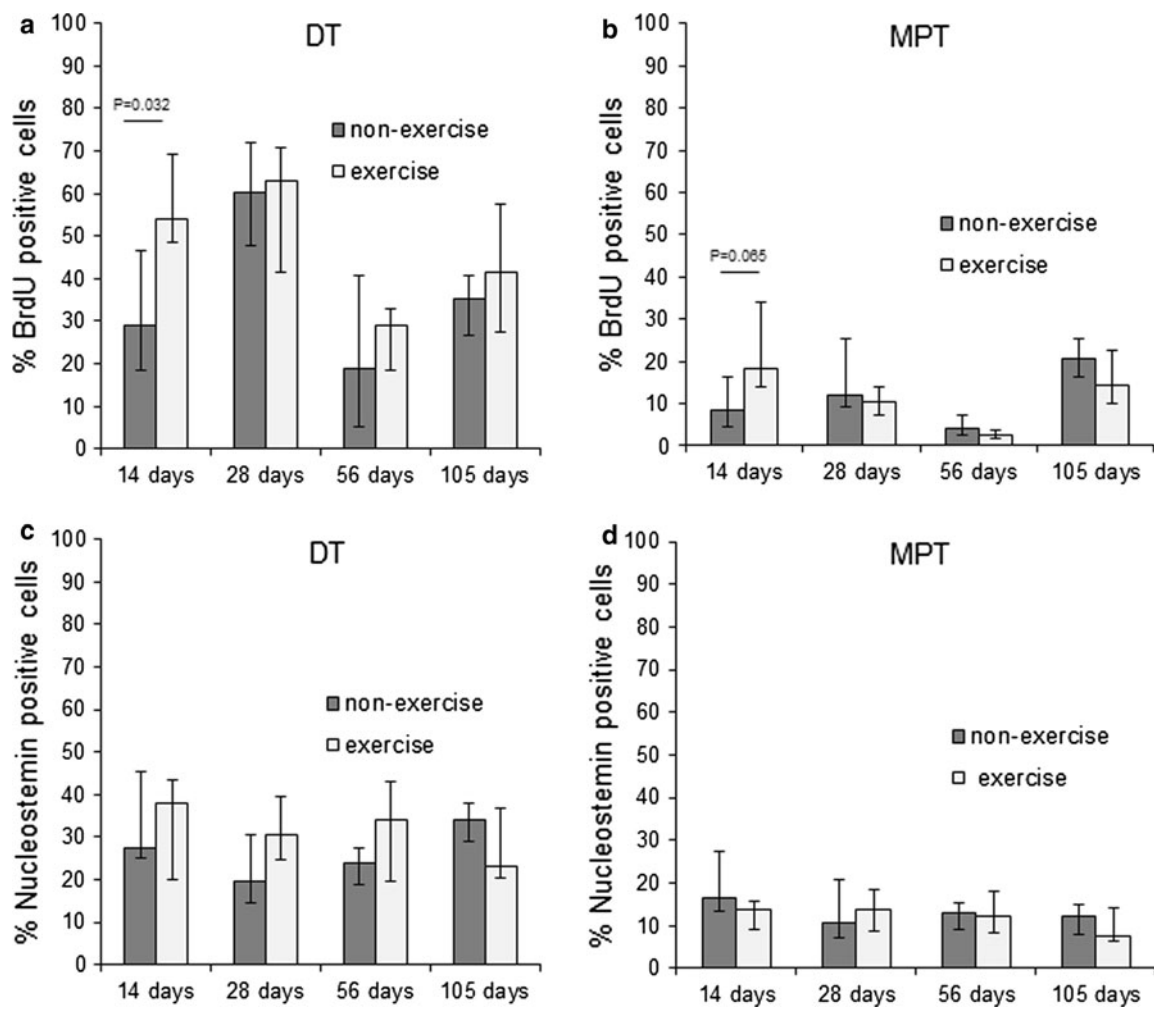 a
DT
% BrdU positive cells
100
90
80
70
60
50
40
30
20
10
0
P=0.032
non-exercise
exercise
14 days 28 days 56 days 105 days
b
MPT
% BrdU positive cells
100
90
80
70
60
50
40
30
20
10
0
P=0.065
non-exercise
exercise
14 days 28 days 56 days 105 days
c
DT
% Nucleostemin positive cells
100
90
80
70
60
50
40
30
20
10
0
non-exercise
exercise
14 days 28 days 56 days 105 days
d
MPT
% Nucleostemin positive cells
100
90
80
70
60
50
40
30
20
10
0
non-exercise
exercise
14 days 28 days 56 days 105 days